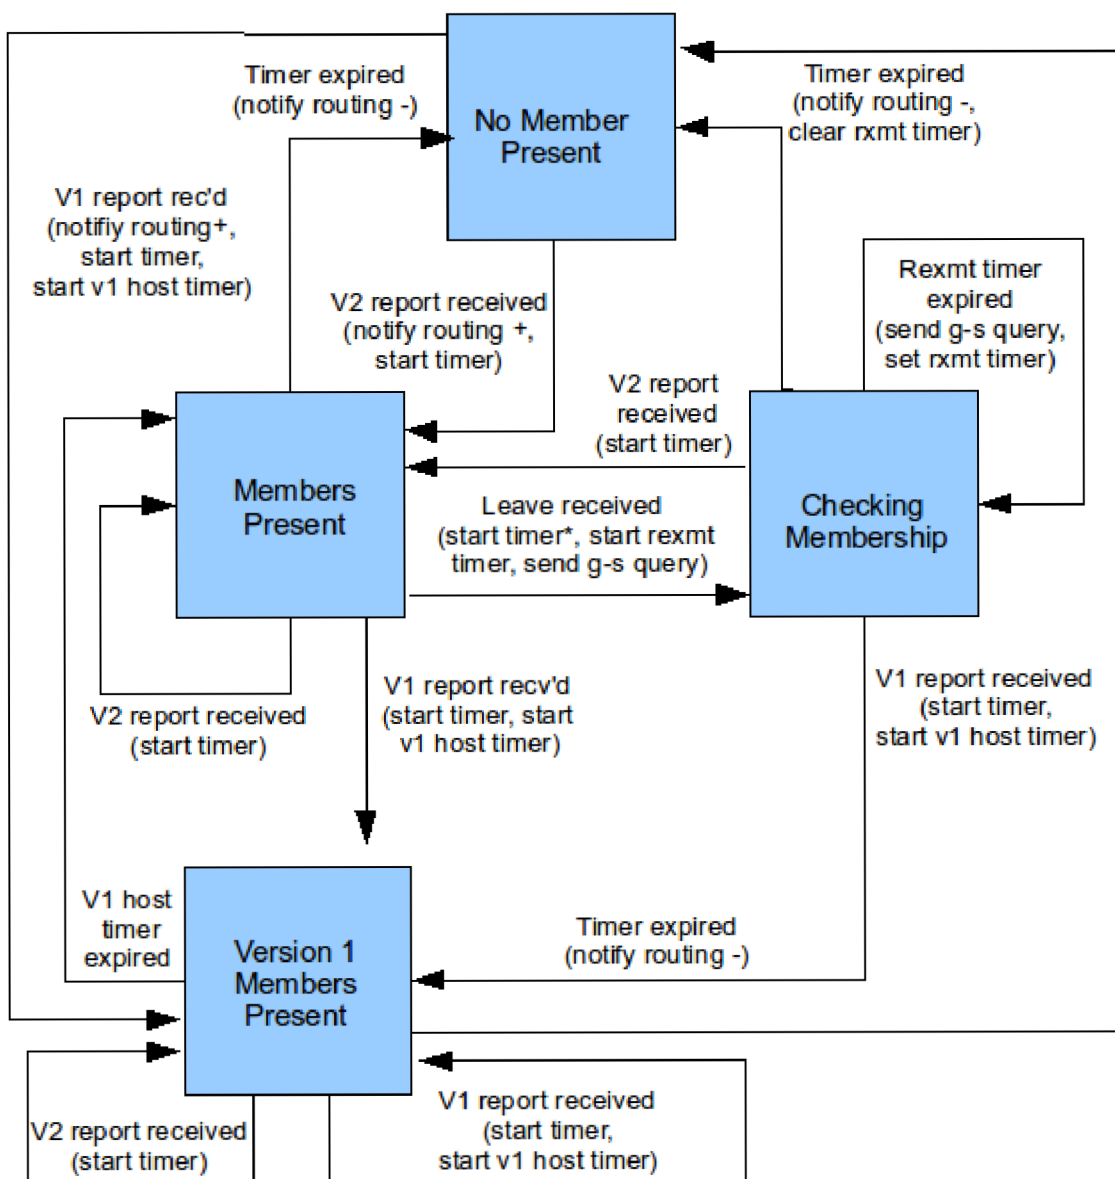 Timer expired
(notify routing -)
No Member
Present
Timer expired
(notify routing -,
clear rxmt timer)
V1 report rec'd
(notifiy routing+,
start timer,
start v1 host timer)
V2 report received
(notify routing +,
start timer)
Rexmt timer
expired
(send g-s query,
set rxmt timer)
V2 report
received
(start timer)
Members
Present
Leave received
(start timer*, start rexmt
timer, send g-s query)
Checking
Membership
V2 report received
(start timer)
V1 report recv'd
(start timer, start
v1 host timer)
V1 report received
(start timer,
start v1 host timer)
V1 host
timer
expired
Version 1
Members
Present
Timer expired
(notify routing -)
V2 report received
(start timer)
V1 report received
(start timer,
start v1 host timer)